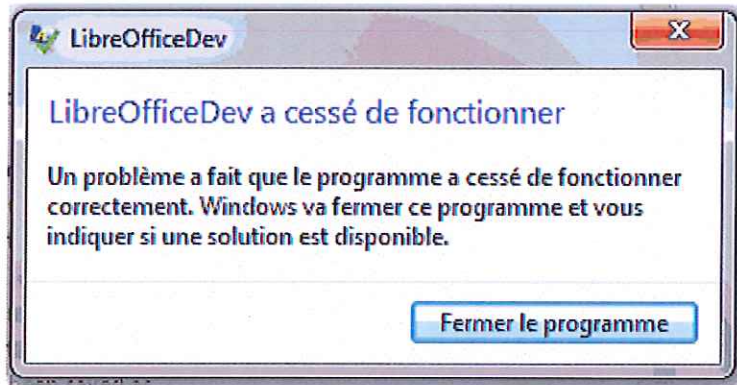 LibreOfficeDev
LibreOfficeDev a cessé de fonctionner
Un problème a fait que le programme a cessé de fonctionner
correctement. Windows va fermer ce programme et vous
indiquer si une solution est disponible.
Fermer le programme